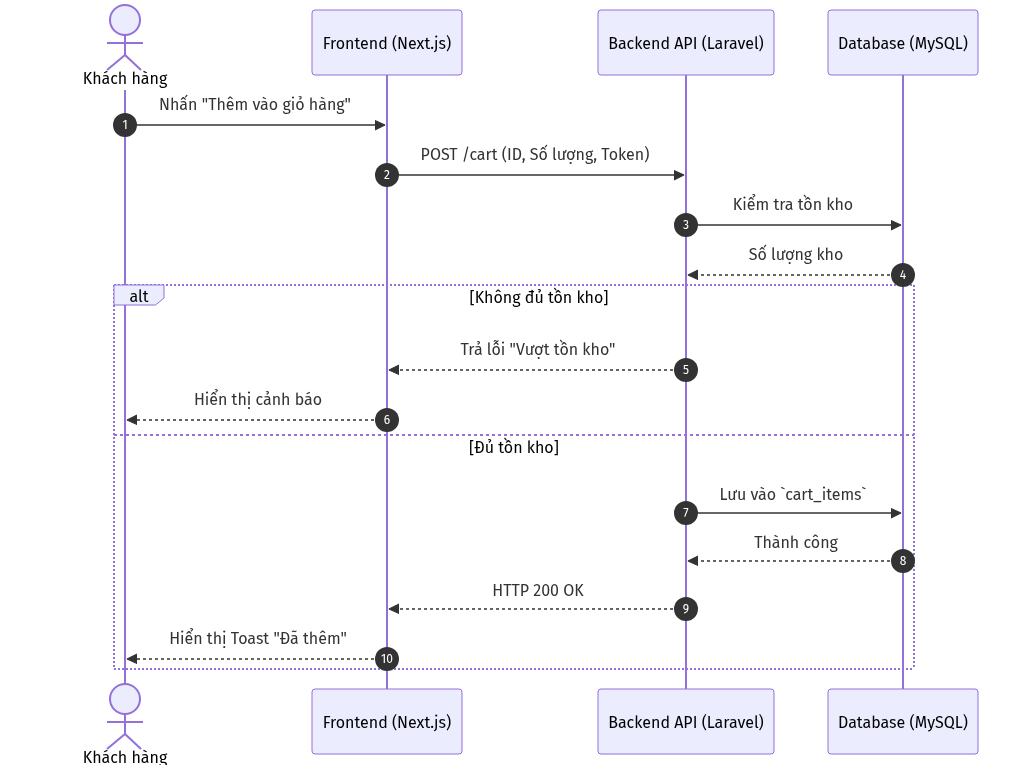 Khách hàng
Frontend (Next.js)
Backend API (Laravel)
Database (MySQL)
Nhấn "Thêm vào giỏ hàng"
1
POST /cart (ID, Số lượng, Token)
2
Kiểm tra tồn kho
3
Số lượng kho
4
alt
[Không đủ tồn kho]
Trả lỗi "Vượt tồn kho"
5
Hiển thị cảnh báo
6
[Đủ tồn kho]
Lưu vào `cart_items`
7
Thành công
8
HTTP 200 OK
9
Hiển thị Toast "Đã thêm"
10
Khách hàng
Frontend (Next.js)
Backend API (Laravel)
Database (MySQL)